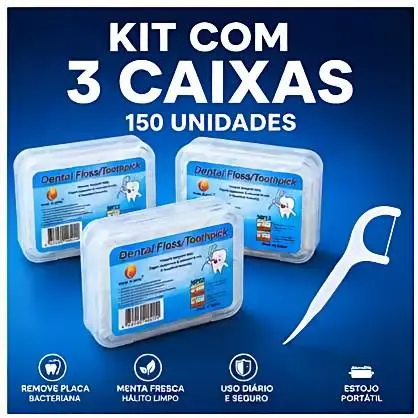 KIT COM
3 CAIXAS
150 UNIDADES
Dental Floss/Toothpick
Dental Floss/Toothpick
Dental Floss/Toothpick
REMOVE PLACA
BACTERIANA
MENTA FRESCA
HÁLITO LIMPO
USO DIÁRIO
E SEGURO
ESTOJO
PORTÁTIL